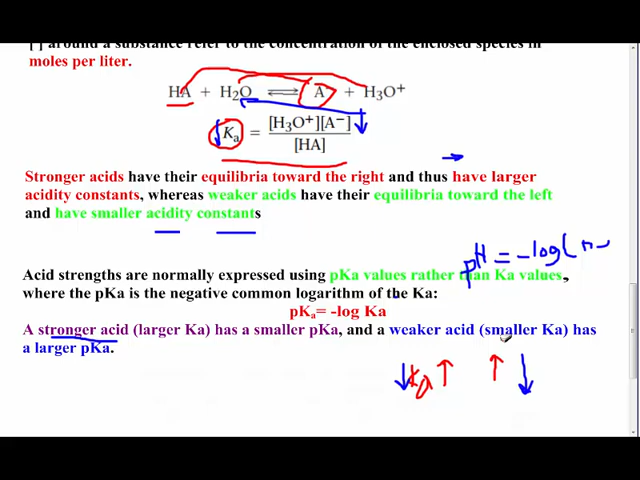 [ ] around a substance refer to the concentration of the enclosed species in
moles per liter.
HA + H₂O ⇌ A + H₃O⁺
Kₐ = [H₃O⁺][A⁻] / [HA]
Stronger acids have their equilibria toward the right and thus have larger
acidity constants, whereas weaker acids have their equilibria toward the left
and have smaller acidity constants
pH = -log(
Acid strengths are normally expressed using pKa values rather than Ka values,
where the pKa is the negative common logarithm of the Ka:
pKₐ= -log Ka
A stronger acid (larger Ka) has a smaller pKa, and a weaker acid (smaller Ka) has
a larger pKa.
↓ Ka ↑ ↑ ↓